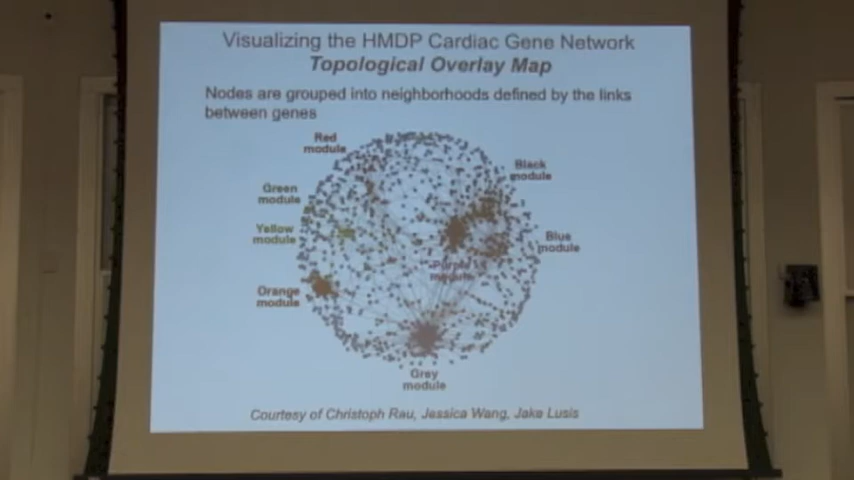 Visualizing the HMDP Cardiac Gene Network
Topological Overlay Map
Nodes are grouped into neighborhoods defined by the links
between genes
Red
module
Black
module
Green
module
Yellow
module
Blue
module
Purple
module
Orange
module
Grey
module
Courtesy of Christoph Rau, Jessica Wang, Jake Lusis